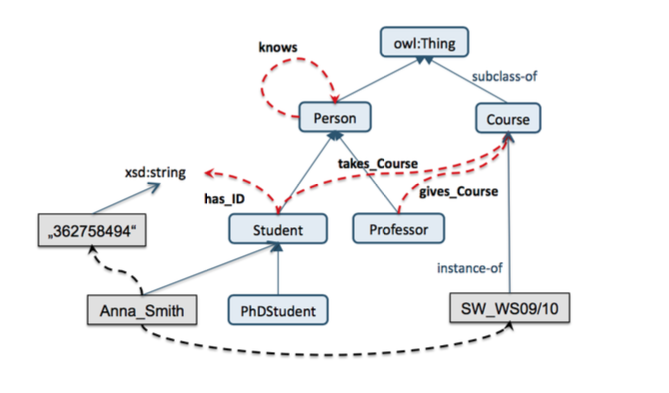 owl:Thing
knows
subclass-of
Person
Course
takes_Course
xsd:string
has_ID
gives_Course
„362758494“
Student
Professor
instance-of
Anna_Smith
PhDStudent
SW_WS09/10